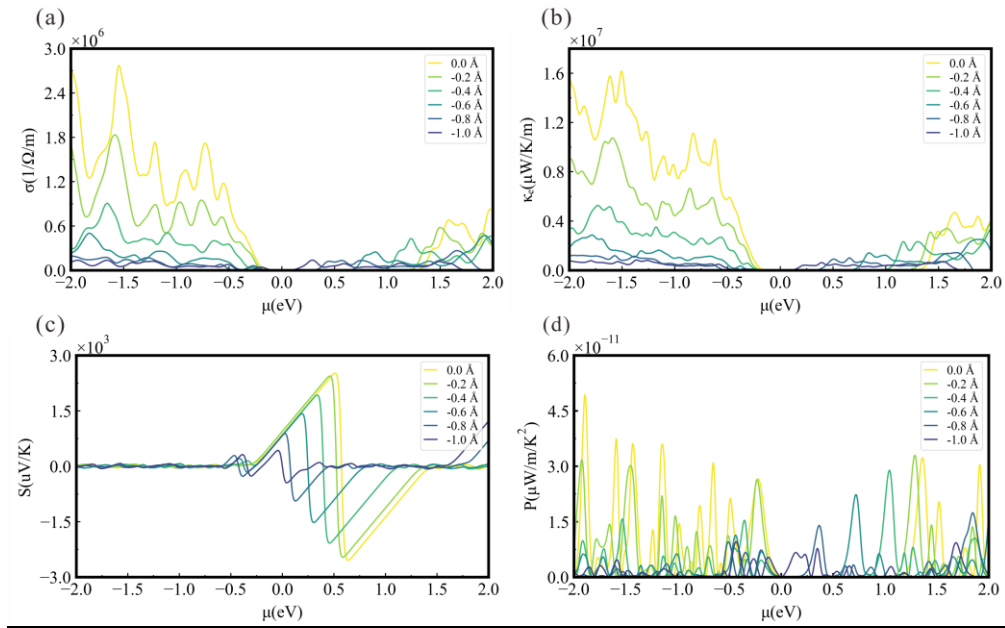 (a)
×10⁶
3.0
2.4
1.8
1.2
0.6
0.0
σ(1/Ω/m)
−2.0 −1.5 −1.0 −0.5 0.0 0.5 1.0 1.5 2.0
μ(eV)
0.0 Å
-0.2 Å
-0.4 Å
-0.6 Å
-0.8 Å
-1.0 Å
(b)
×10⁷
1.6
1.2
0.8
0.4
0.0
κₑ(μW/K/m)
−2.0 −1.5 −1.0 −0.5 0.0 0.5 1.0 1.5 2.0
μ(eV)
0.0 Å
-0.2 Å
-0.4 Å
-0.6 Å
-0.8 Å
-1.0 Å
(c)
×10³
3.0
1.5
0.0
−1.5
−3.0
S(uV/K)
−2.0 −1.5 −1.0 −0.5 0.0 0.5 1.0 1.5 2.0
μ(eV)
0.0 Å
-0.2 Å
-0.4 Å
-0.6 Å
-0.8 Å
-1.0 Å
(d)
×10⁻¹¹
6.0
4.5
3.0
1.5
0.0
P(μW/m/K²)
−2.0 −1.5 −1.0 −0.5 0.0 0.5 1.0 1.5 2.0
μ(eV)
0.0 Å
-0.2 Å
-0.4 Å
-0.6 Å
-0.8 Å
-1.0 Å